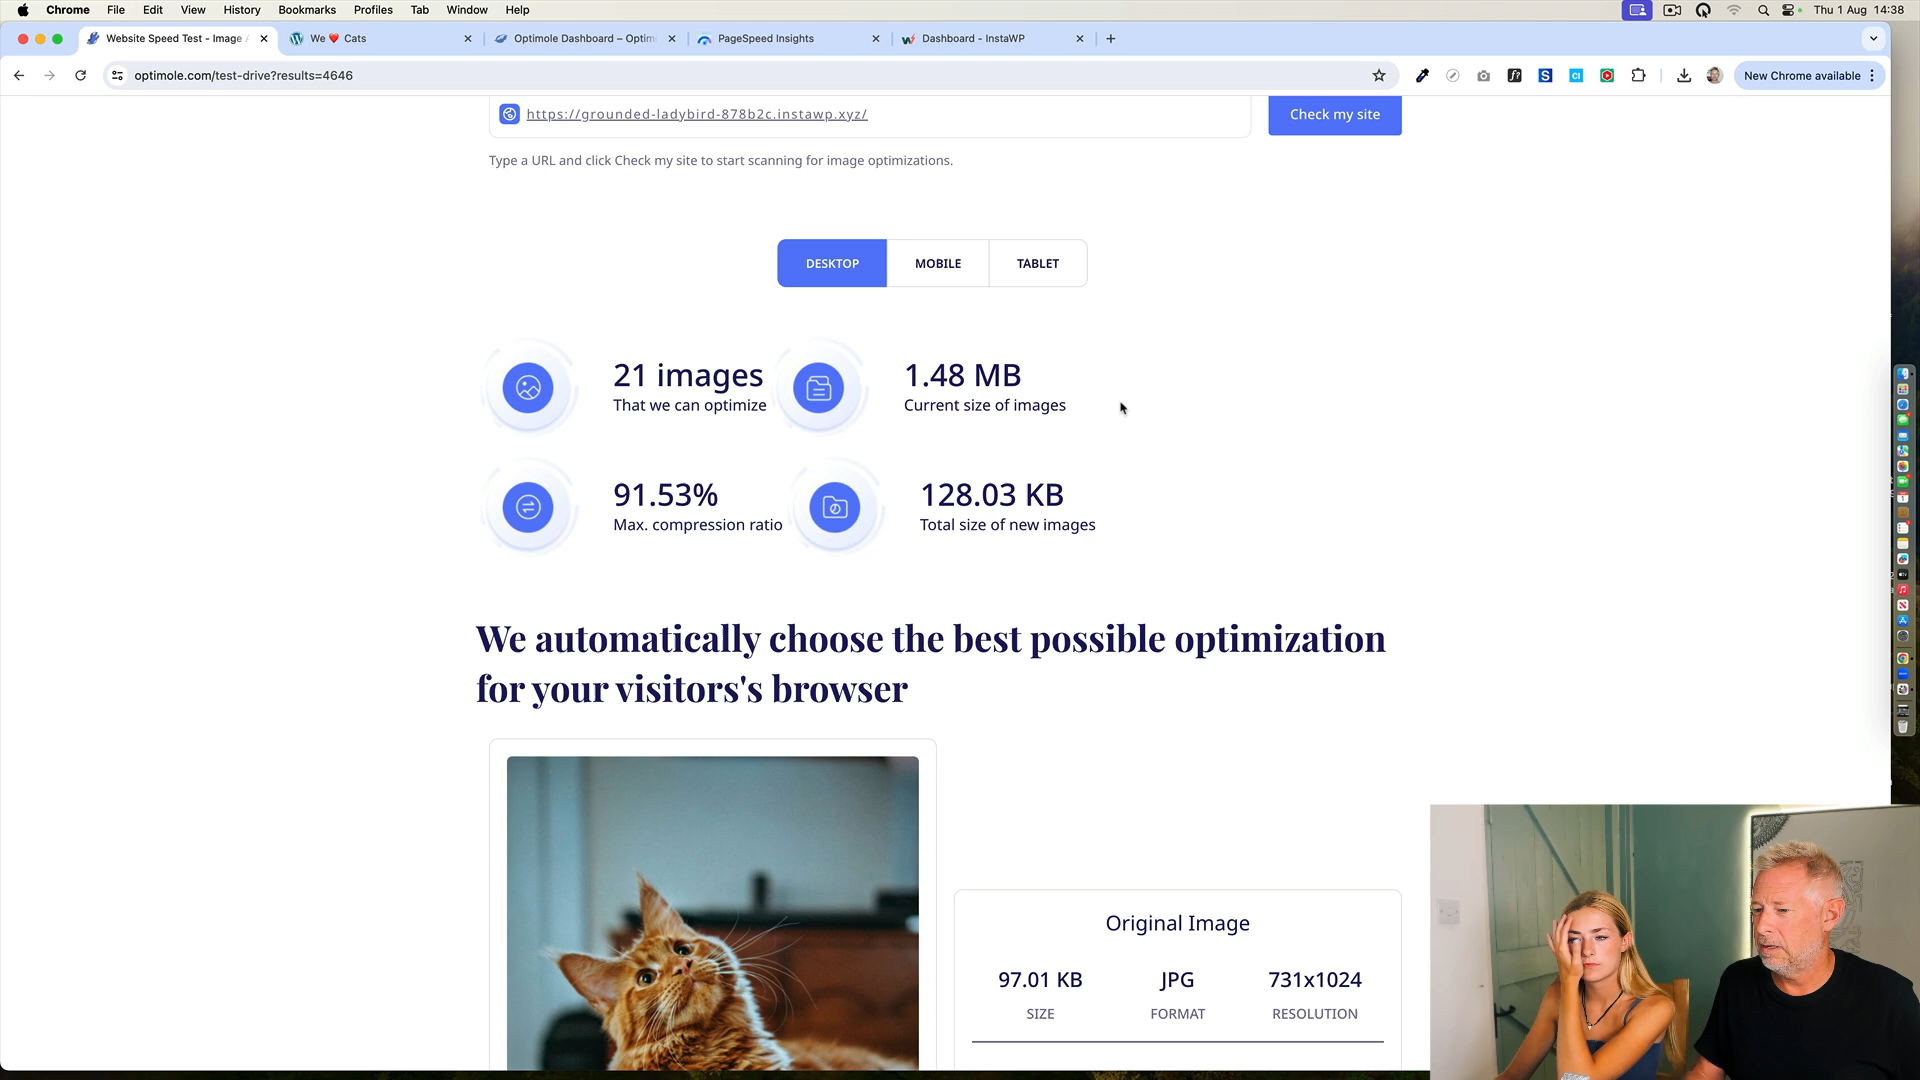 Chrome File Edit View History Bookmarks Profiles Tab Window Help Thu 1 Aug 14:38
Website Speed Test - Image A We ❤️ Cats Optimole Dashboard – Optim PageSpeed Insights Dashboard - InstaWP
optimole.com/test-drive?results=4646 New Chrome available
https://grounded-ladybird-878b2c.instawp.xyz/ Check my site
Type a URL and click Check my site to start scanning for image optimizations.
DESKTOP MOBILE TABLET
21 images 1.48 MB
That we can optimize Current size of images
91.53% 128.03 KB
Max. compression ratio Total size of new images
We automatically choose the best possible optimization
for your visitors's browser
Original Image
97.01 KB JPG 731x1024
SIZE FORMAT RESOLUTION